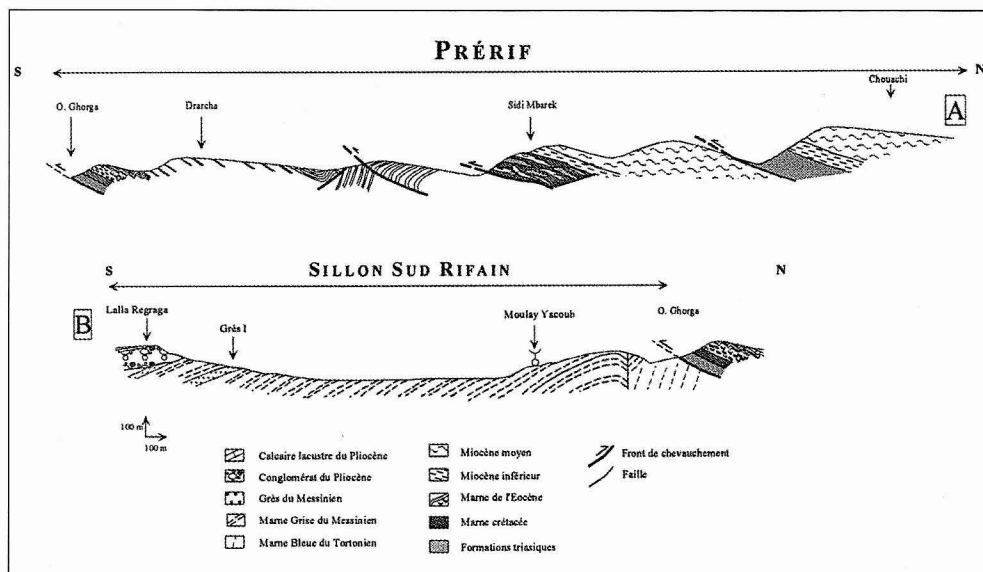 PRÉRIF
S
N
Chouachi
O. Ghorga
Drarcha
Sidi Mbarek
A
S
SILLON SUD RIFAIN
N
B
Lalla Regraga
Grès I
Moulay Yacoub
O. Ghorga
100 m
100 m
Calcaire lacustre du Pliocène
Conglomérat du Pliocène
Grès du Messinien
Marne Grise du Messinien
Marne Bleue du Tortonien
Miocène moyen
Miocène inférieur
Marne de l'Eocène
Marne crétacée
Formations triasiques
Front de chevauchement
Faille